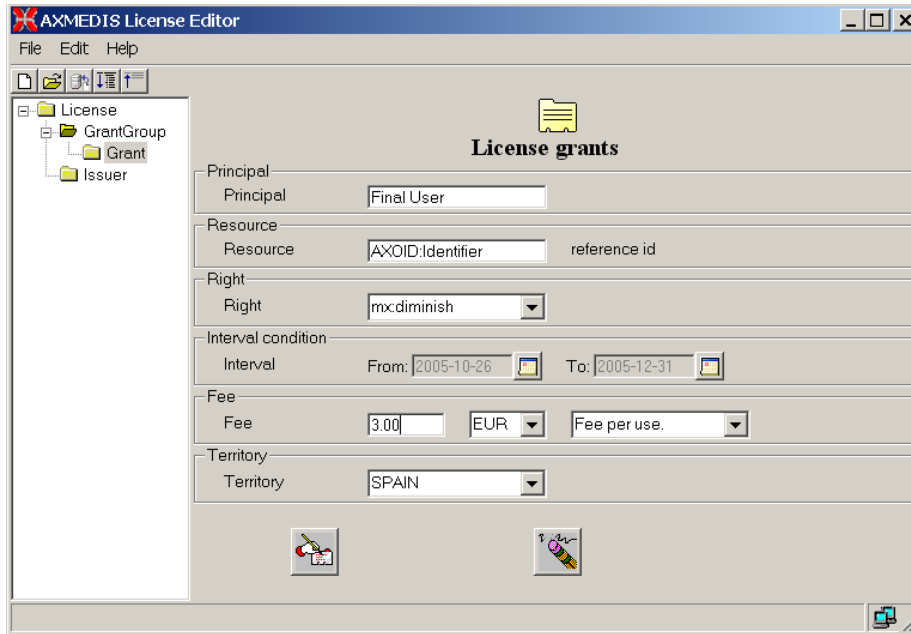 AXMEDIS License Editor
File Edit Help
License
GrantGroup
Grant
Issuer
License grants
Principal
Principal Final User
Resource
Resource AXOID:Identifier reference id
Right
Right mx:diminish
Interval condition
Interval From: 2005-10-26 To: 2005-12-31
Fee
Fee 3.00 EUR Fee per use.
Territory
Territory SPAIN